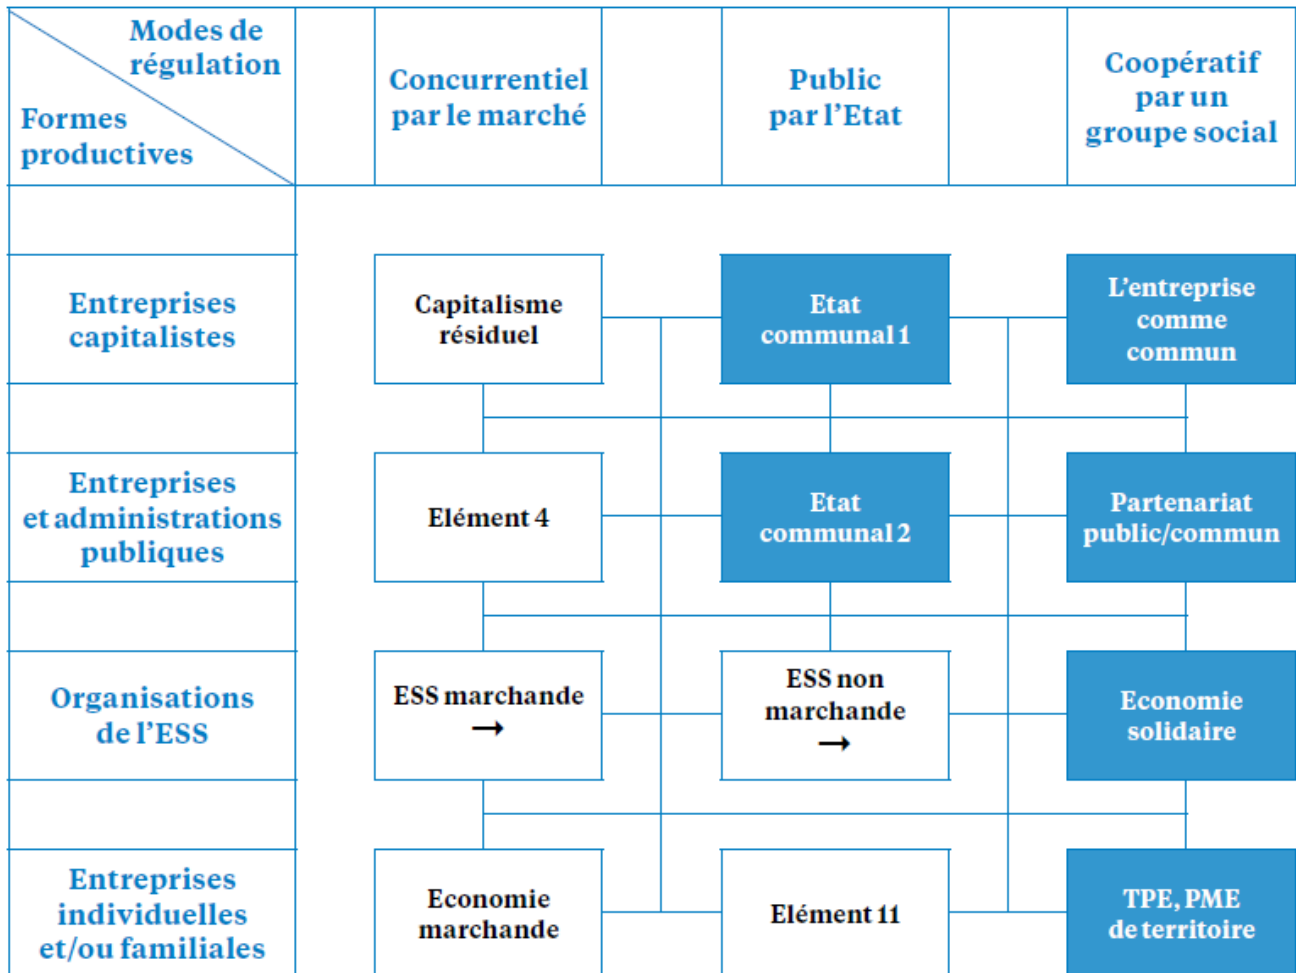 Modes de
régulation
Formes
productives
Concurrentiel
par le marché
Public
par l'Etat
Coopératif
par un
groupe social
Entreprises
capitalistes
Capitalisme
résiduel
Etat
communal 1
L'entreprise
comme
commun
Entreprises
et administrations
publiques
Elément 4
Etat
communal 2
Partenariat
public/commun
Organisations
de l'ESS
ESS marchande
→
ESS non
marchande
→
Economie
solidaire
Entreprises
individuelles
et/ou familiales
Economie
marchande
Elément 11
TPE, PME
de territoire